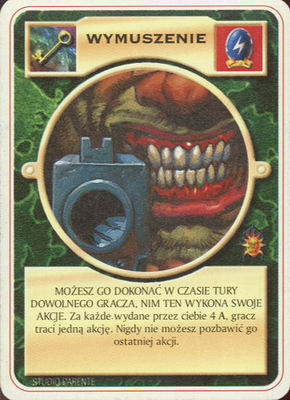 WYMUSZENIE
MOŻESZ GO DOKONAĆ W CZASIE TURY
DOWOLNEGO GRACZA, NIM TEN WYKONA SWOJE
AKCJE. Za każde wydane przez ciebie 4 A, gracz
traci jedną akcję. Nigdy nie możesz pozbawić go
ostatniej akcji.
STUDIO PARENTE